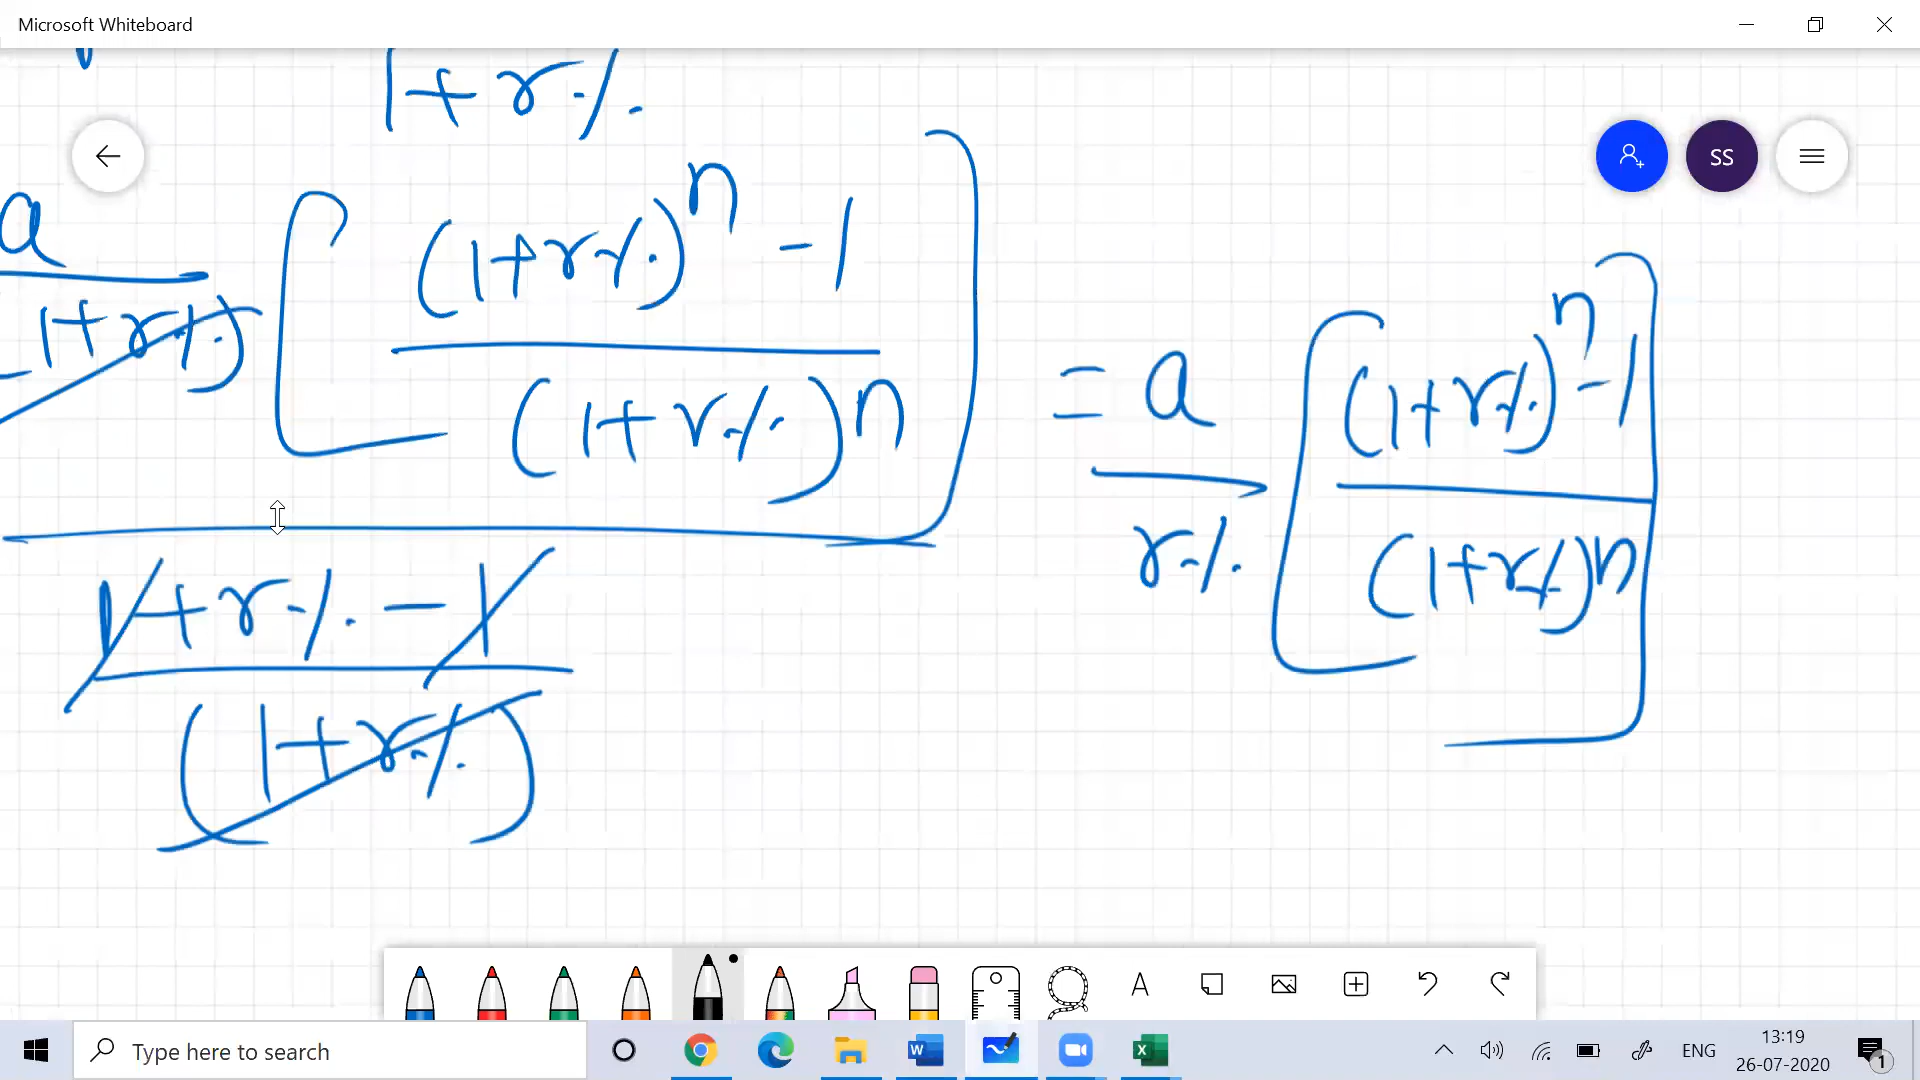 Microsoft Whiteboard
1 + r%
SS
a
(1+r%)
[ (1+r%)^n - 1
(1+r%)^n ]
1 + r% - 1
(1+r%)
= a
r%
[ (1+r%)^n - 1
(1+r%)^n ]
Type here to search
ENG
13:19
26-07-2020
1